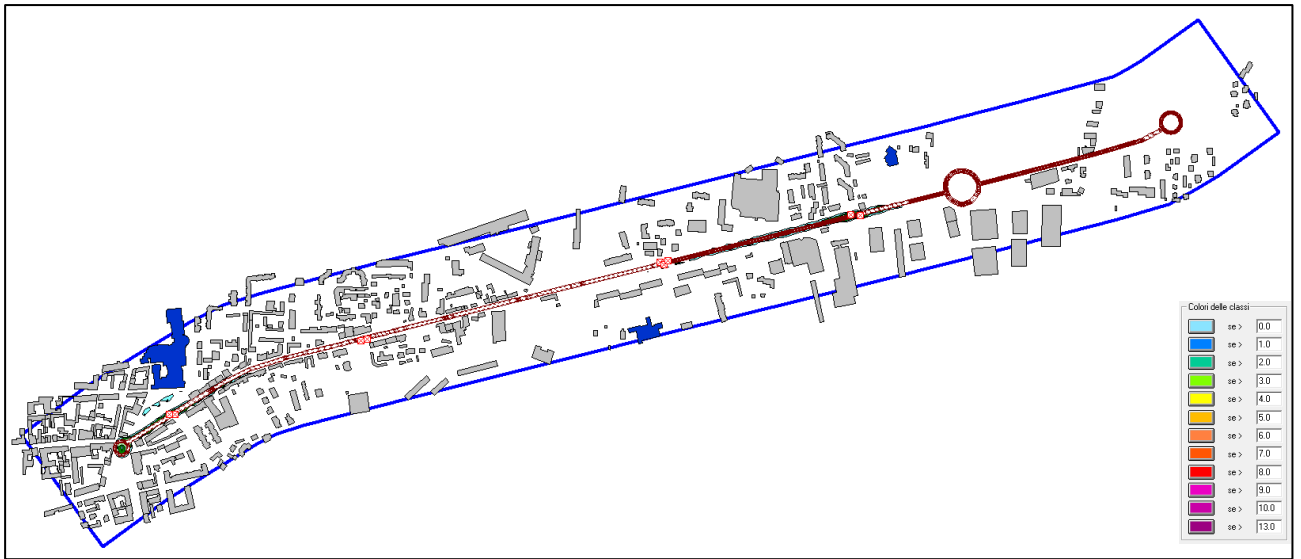 Colori delle classi
se > 0.0
se > 1.0
se > 2.0
se > 3.0
se > 4.0
se > 5.0
se > 6.0
se > 7.0
se > 8.0
se > 9.0
se > 10.0
se > 13.0